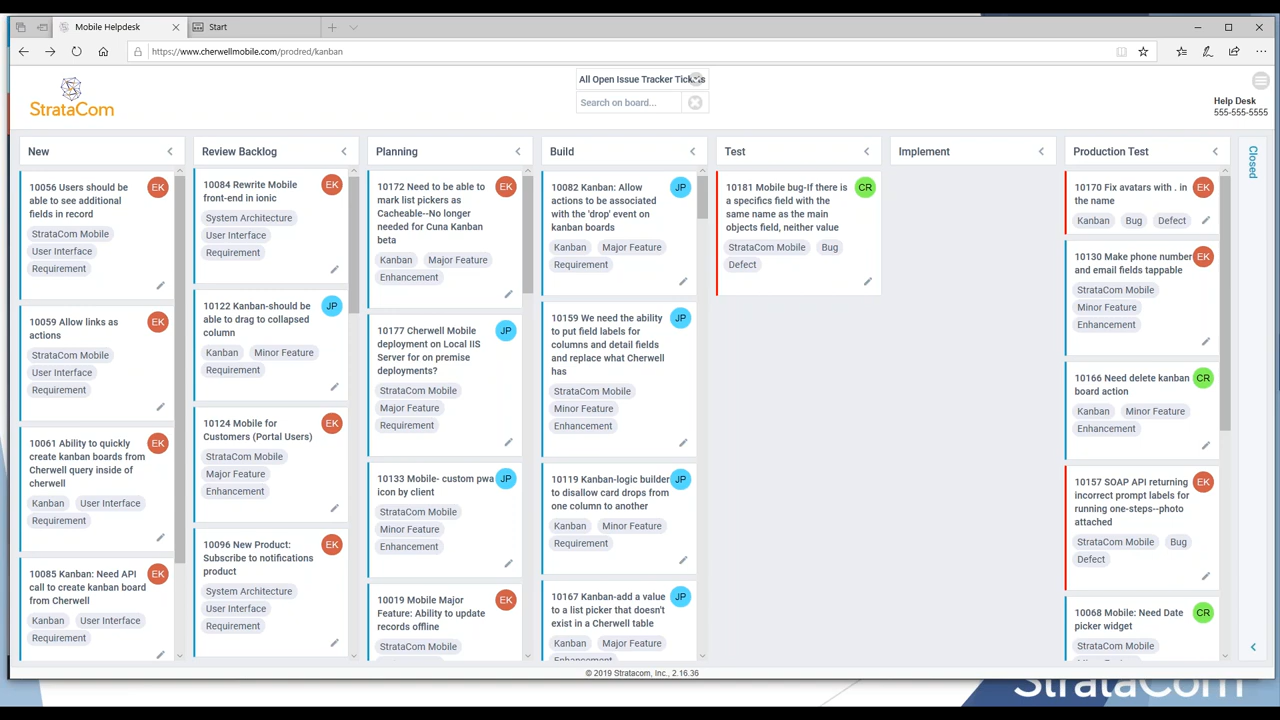 Mobile Helpdesk
Start
https://www.cherwellmobile.com/prodred/kanban
StrataCom
All Open Issue Tracker Tickets
Search on board...
Help Desk
555-555-5555
New
10056 Users should be
able to see additional
fields in record
EK
StrataCom Mobile
User Interface
Requirement
10059 Allow links as
actions
EK
StrataCom Mobile
User Interface
Requirement
10061 Ability to quickly
create kanban boards from
Cherwell query inside of
cherwell
EK
Kanban User Interface
Requirement
10085 Kanban: Need API
call to create kanban board
from Cherwell
EK
Kanban User Interface
Requirement
Review Backlog
10084 Rewrite Mobile
front-end in ionic
EK
System Architecture
User Interface
Requirement
10122 Kanban-should be
able to drag to collapsed
column
JP
Kanban Minor Feature
Requirement
10124 Mobile for
Customers (Portal Users)
EK
StrataCom Mobile
Major Feature
Enhancement
10096 New Product:
Subscribe to notifications
product
EK
System Architecture
User Interface
Requirement
Planning
10172 Need to be able to
mark list pickers as
Cacheable--No longer
needed for Cuna Kanban
beta
EK
Kanban Major Feature
Enhancement
10177 Cherwell Mobile
deployment on Local IIS
Server for on premise
deployments?
JP
StrataCom Mobile
Major Feature
Requirement
10133 Mobile- custom pwa
icon by client
JP
StrataCom Mobile
Minor Feature
Enhancement
10019 Mobile Major
Feature: Ability to update
records offline
EK
StrataCom Mobile
Build
10082 Kanban: Allow
actions to be associated
with the 'drop' event on
kanban boards
JP
Kanban Major Feature
Requirement
10159 We need the ability
to put field labels for
columns and detail fields
and replace what Cherwell
has
JP
StrataCom Mobile
Minor Feature
Enhancement
10119 Kanban-logic builder
to disallow card drops from
one column to another
JP
Kanban Minor Feature
Requirement
10167 Kanban-add a value
to a list picker that doesn't
exist in a Cherwell table
JP
Kanban Major Feature
Enhancement
Test
10181 Mobile bug-If there is
a specifics field with the
same name as the main
objects field, neither value
CR
StrataCom Mobile Bug
Defect
Implement
Production Test
10170 Fix avatars with . in
the name
EK
Kanban Bug Defect
10130 Make phone number
and email fields tappable
EK
StrataCom Mobile
Minor Feature
Enhancement
10166 Need delete kanban
board action
CR
Kanban Minor Feature
Enhancement
10157 SOAP API returning
incorrect prompt labels for
running one-steps--photo
attached
EK
StrataCom Mobile Bug
Defect
10068 Mobile: Need Date
picker widget
CR
StrataCom Mobile
Minor Feature
Closed
© 2019 Stratacom, Inc., 2.16.36
StrataCom